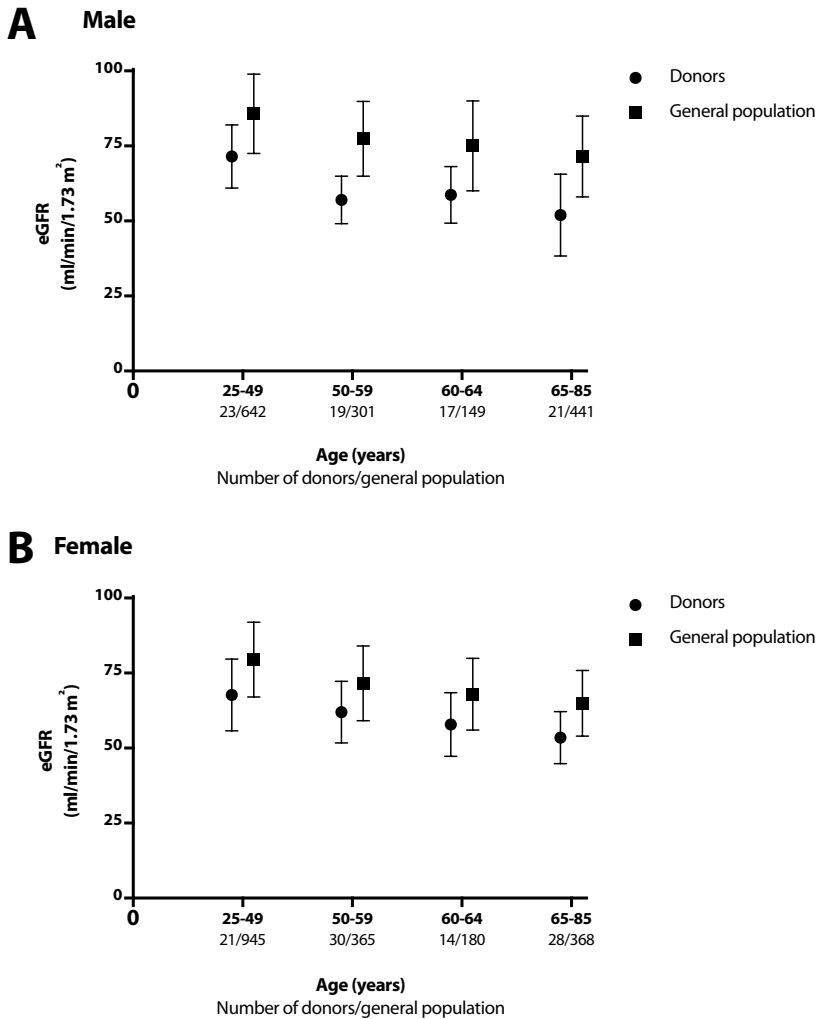 A Male
Donors
General population
100
75
50
25
0
eGFR
(ml/min/1.73 m²)
0 25-49 50-59 60-64 65-85
23/642 19/301 17/149 21/441
Age (years)
Number of donors/general population
B Female
Donors
General population
100
75
50
25
0
eGFR
(ml/min/1.73 m²)
0 25-49 50-59 60-64 65-85
21/945 30/365 14/180 28/368
Age (years)
Number of donors/general population